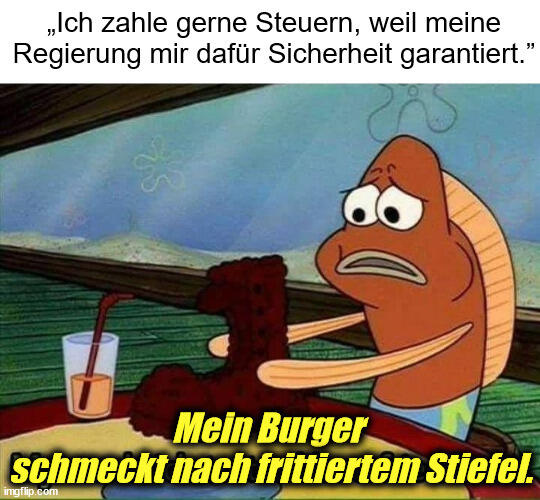 „Ich zahle gerne Steuern, weil meine
Regierung mir dafür Sicherheit garantiert.”
Mein Burger
schmeckt nach frittiertem Stiefel.
imgflip.com